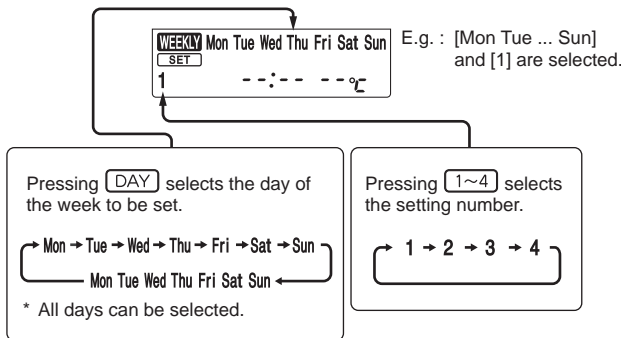 WEEKLY Mon Tue Wed Thu Fri Sat Sun
SET
1 --:-- --°C
E.g. : [Mon Tue ... Sun]
and [1] are selected.
Pressing DAY selects the day of
the week to be set.
Mon → Tue → Wed → Thu → Fri → Sat → Sun
Mon Tue Wed Thu Fri Sat Sun
* All days can be selected.
Pressing 1~4 selects
the setting number.
1 → 2 → 3 → 4